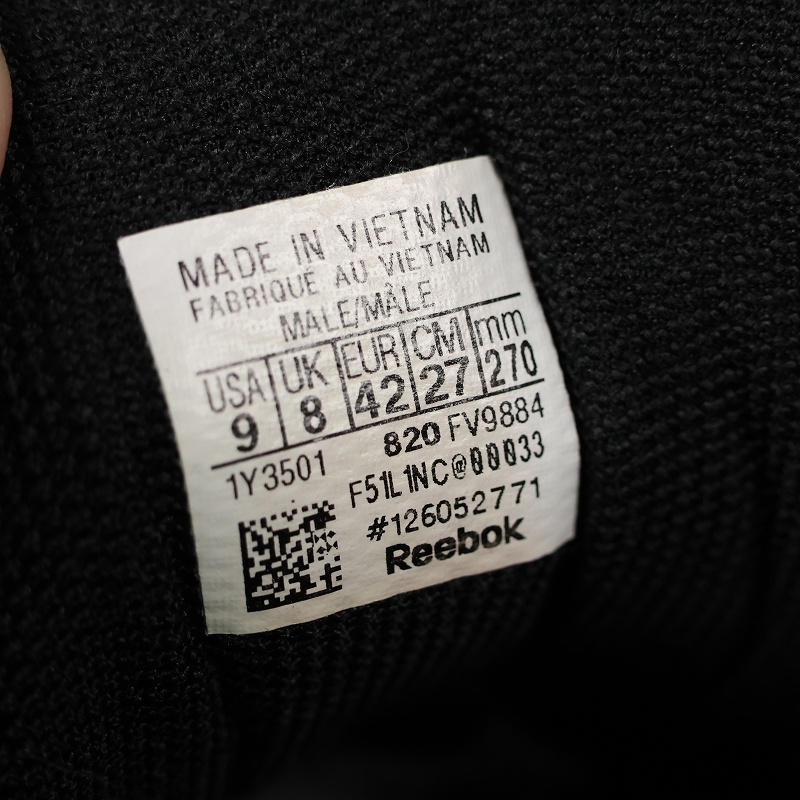 MADE IN VIETNAM
FABRIQUÉ AU VIETNAM
MALE/MÂLE
USA UK EUR CM mm
9 8 42 27 270
820 FV9884
1Y3501 F51L1NC@00033
#126052771
Reebok